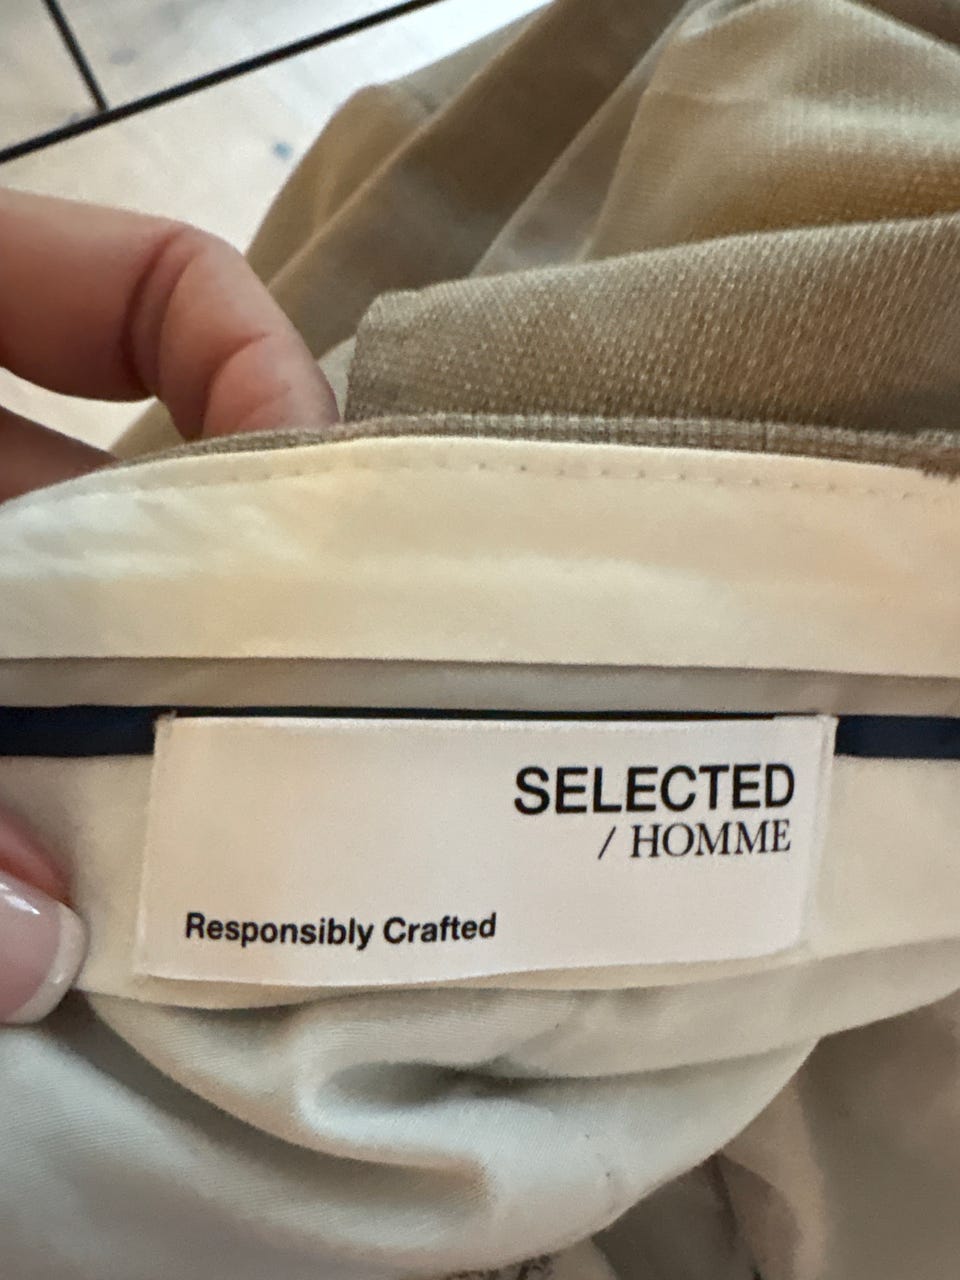 SELECTED
/ HOMME
Responsibly Crafted